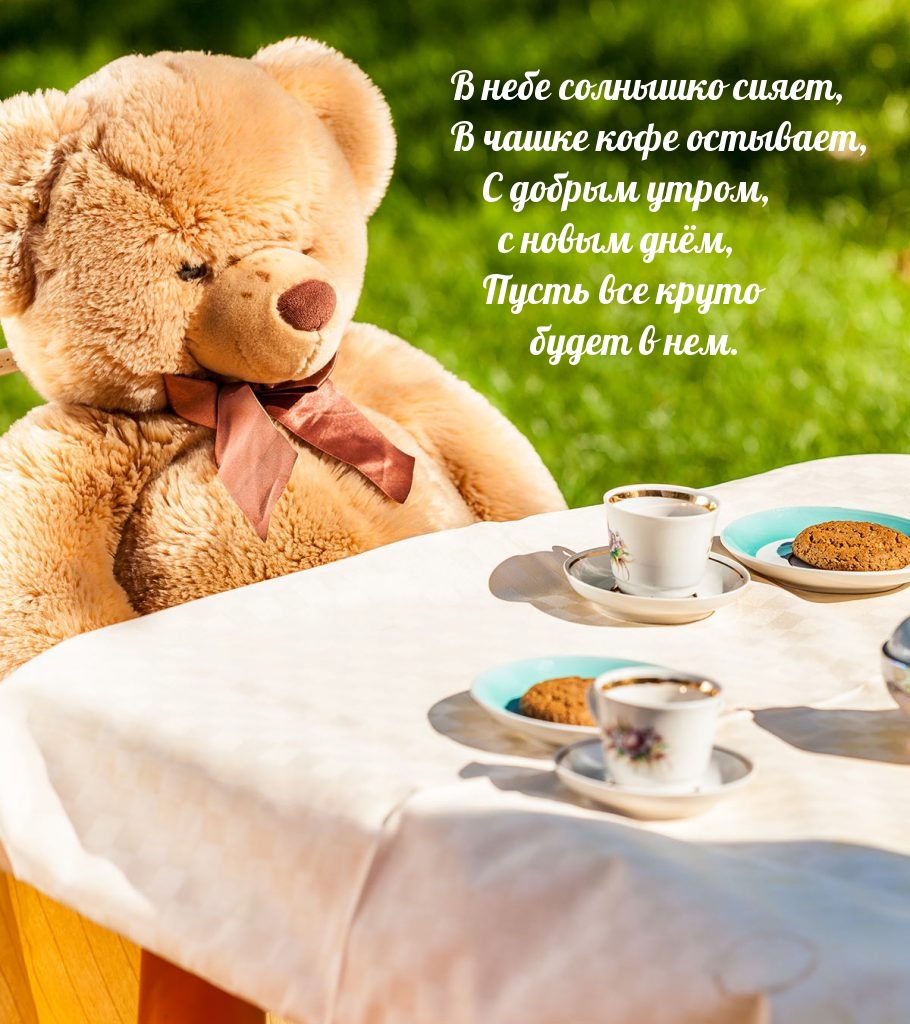 В небе солнышко сияет,
В чашке кофе остывает,
С добрым утром,
с новым днём,
Пусть все круто
будет в нем.